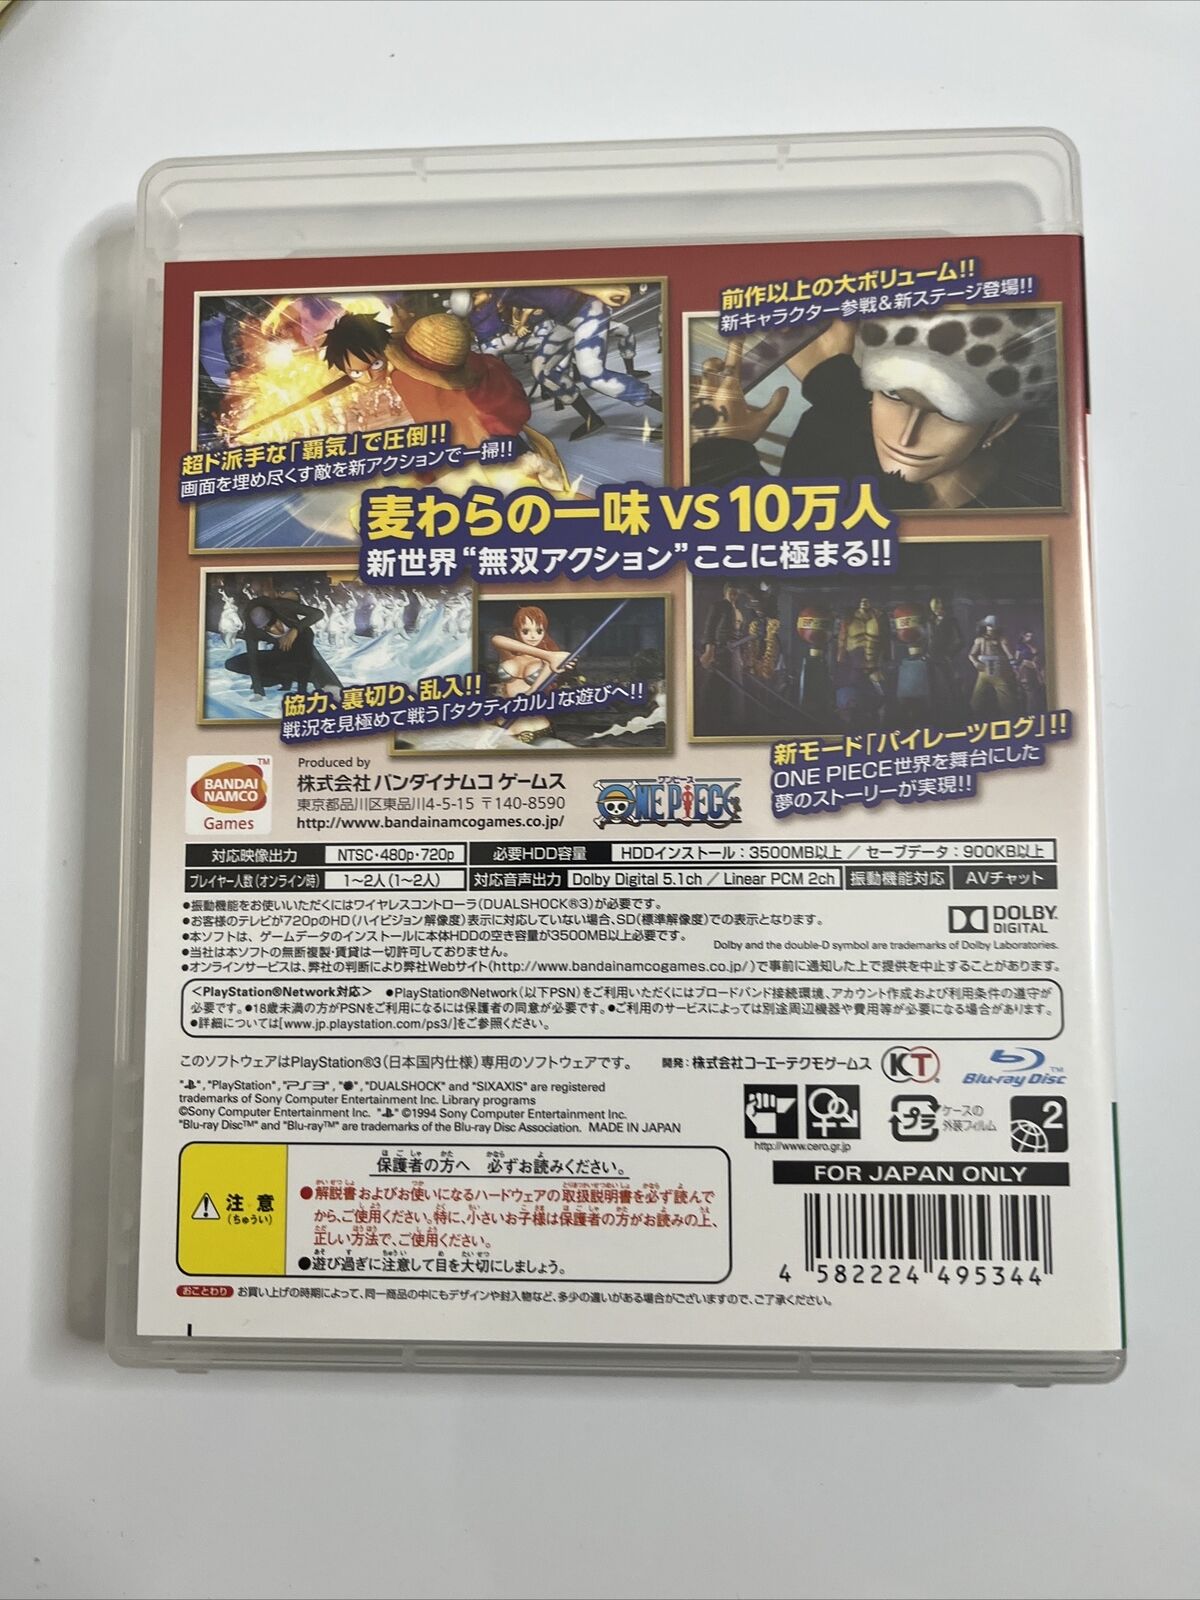 前作以上の大ボリューム!!
新キャラクター参戦&新ステージ登場!!
超ド派手な「覇気」で圧倒!!
画面を埋め尽くす敵を新アクションで一掃!!
麦わらの一味 VS 10万人
新世界“無双アクション”ここに極まる!!
協力、裏切り、乱入!!
戦況を見極めて戦う「タクティカル」な遊びへ!!
新モード「パイレーツログ」!!
ONE PIECE世界を舞台にした
夢のストーリーが実現!!
BANDAI
NAMCO
Games
TM
Produced by
株式会社 バンダイナムコ ゲームス
東京都品川区東品川4-5-15 〒140-8590
http://www.bandainamcogames.co.jp/
ワンピース
ONE PIECE
対応映像出力 NTSC・480p・720p 必要HDD容量 HDDインストール:3500MB以上 / セーブデータ:900KB以上
プレイヤー人数(オンライン時) 1~2人(1~2人) 対応音声出力 Dolby Digital 5.1ch / Linear PCM 2ch 振動機能対応 AVチャット
●振動機能をお使いいただくにはワイヤレスコントローラ(DUALSHOCK®3)が必要です。
●お客様のテレビが720pのHD(ハイビジョン解像度)表示に対応していない場合、SD(標準解像度)での表示となります。
●本ソフトは、ゲームデータのインストールに本体HDDの空き容量が3500MB以上必要です。
●当社は本ソフトの無断複製・賃貸は一切許可しておりません。
●オンラインサービスは、弊社の判断により弊社Webサイト(http://www.bandainamcogames.co.jp/)で事前に通知した上で提供を中止することがあります。
DOLBY
DIGITAL
Dolby and the double-D symbol are trademarks of Dolby Laboratories.
<PlayStation®Network対応> ●PlayStation®Network(以下PSN)をご利用いただくにはブロードバンド接続環境、アカウント作成および利用条件の遵守が
必要です。●18歳未満の方がPSNをご利用になるには保護者の同意が必要です。●ご利用のサービスによっては別途周辺機器や費用等が必要になる場合があります。
●詳細については[www.jp.playstation.com/ps3/]をご参照ください。
このソフトウェアはPlayStation®3(日本国内仕様)専用のソフトウェアです。
開発:株式会社コーエーテクモゲームス
KT
Blu-ray Disc
TM
"", "PlayStation", "PS3", "", "DUALSHOCK" and "SIXAXIS" are registered
trademarks of Sony Computer Entertainment Inc. Library programs
©Sony Computer Entertainment Inc. "" ©1994 Sony Computer Entertainment Inc.
"Blu-ray Disc™" and "Blu-ray™" are trademarks of the Blu-ray Disc Association. MADE IN JAPAN
http://www.cero.gr.jp
プラ
ケースの
外装フィルム
2
FOR JAPAN ONLY
注意
(ちゅうい)
保護者の方へ 必ずお読みください。
●解説書およびお使いになるハードウェアの取扱説明書を必ず読んで
から、ご使用ください。特に、小さいお子様は保護者の方がお読みの上、
正しい方法で、ご使用ください。
●遊び過ぎに注意して目を大切にしましょう。
4 582224 495344
おことわり お買い上げの時期によって、同一商品の中にもデザインや封入物など、多少の違いがある場合がございますので、ご了承ください。